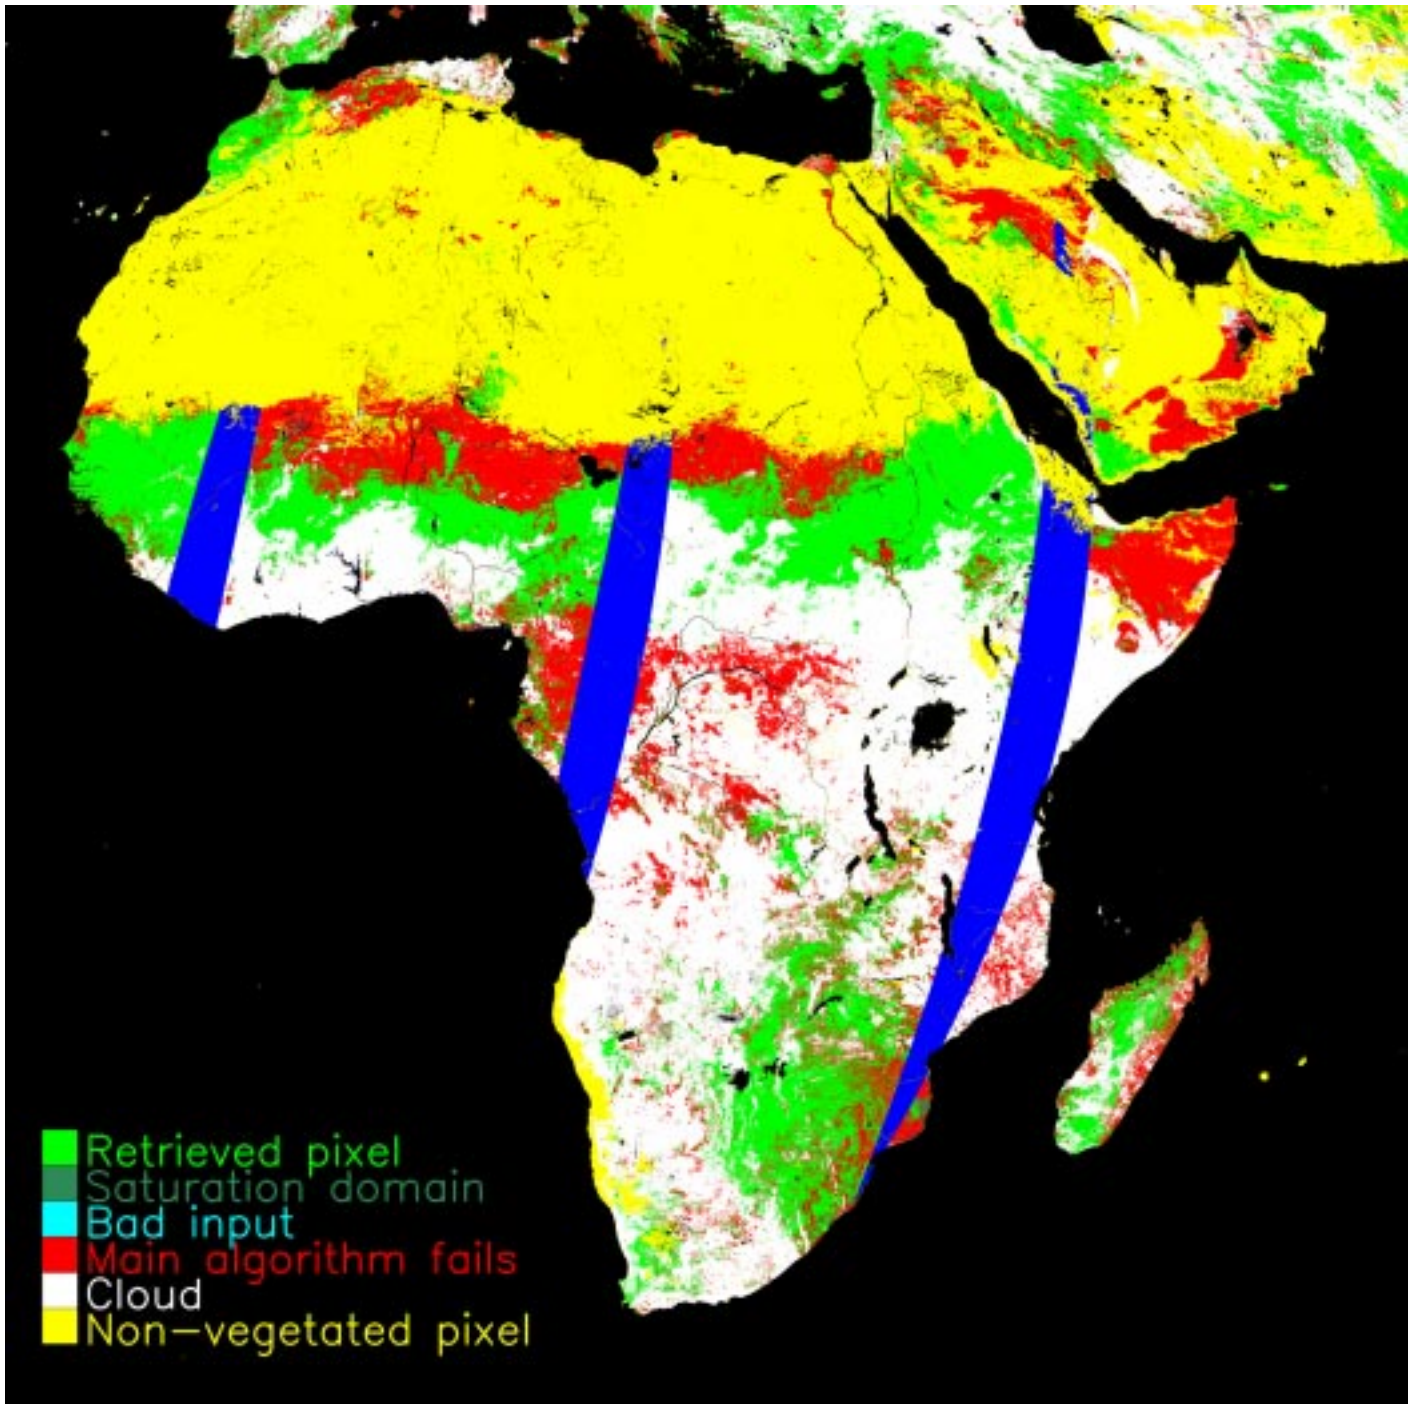 Retrieved pixel
Saturation domain
Bad input
Main algorithm fails
Cloud
Non-vegetated pixel